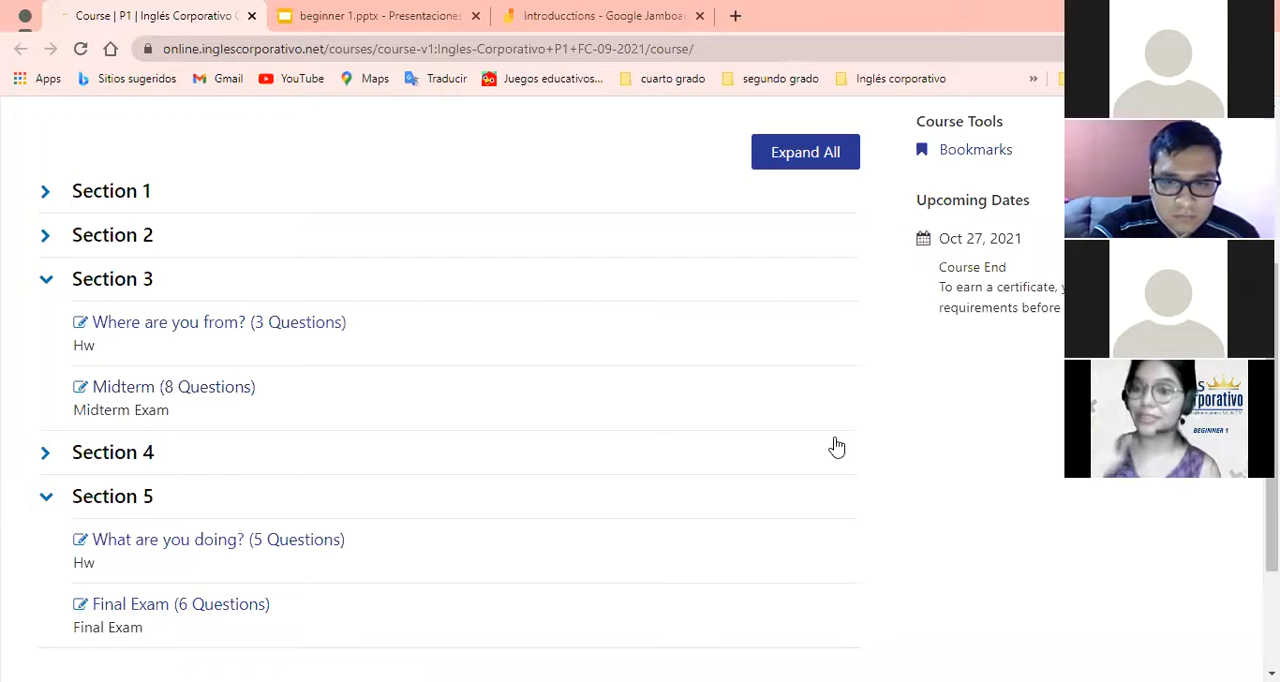 Course | P1 | Inglés Corporativo
beginner 1.pptx - Presentaciones
Introducctions - Google Jamboa
online.inglescorporativo.net/courses/course-v1:Ingles-Corporativo+P1+FC-09-2021/course/
Apps
Sitios sugeridos
Gmail
YouTube
Maps
Traducir
Juegos educativos...
cuarto grado
segundo grado
Inglés corporativo
»
Expand All
Section 1
Section 2
Section 3
Where are you from? (3 Questions)
Hw
Midterm (8 Questions)
Midterm Exam
Section 4
Section 5
What are you doing? (5 Questions)
Hw
Final Exam (6 Questions)
Final Exam
Course Tools
Bookmarks
Upcoming Dates
Oct 27, 2021
Course End
To earn a certificate,
requirements before
BEGINNER 1